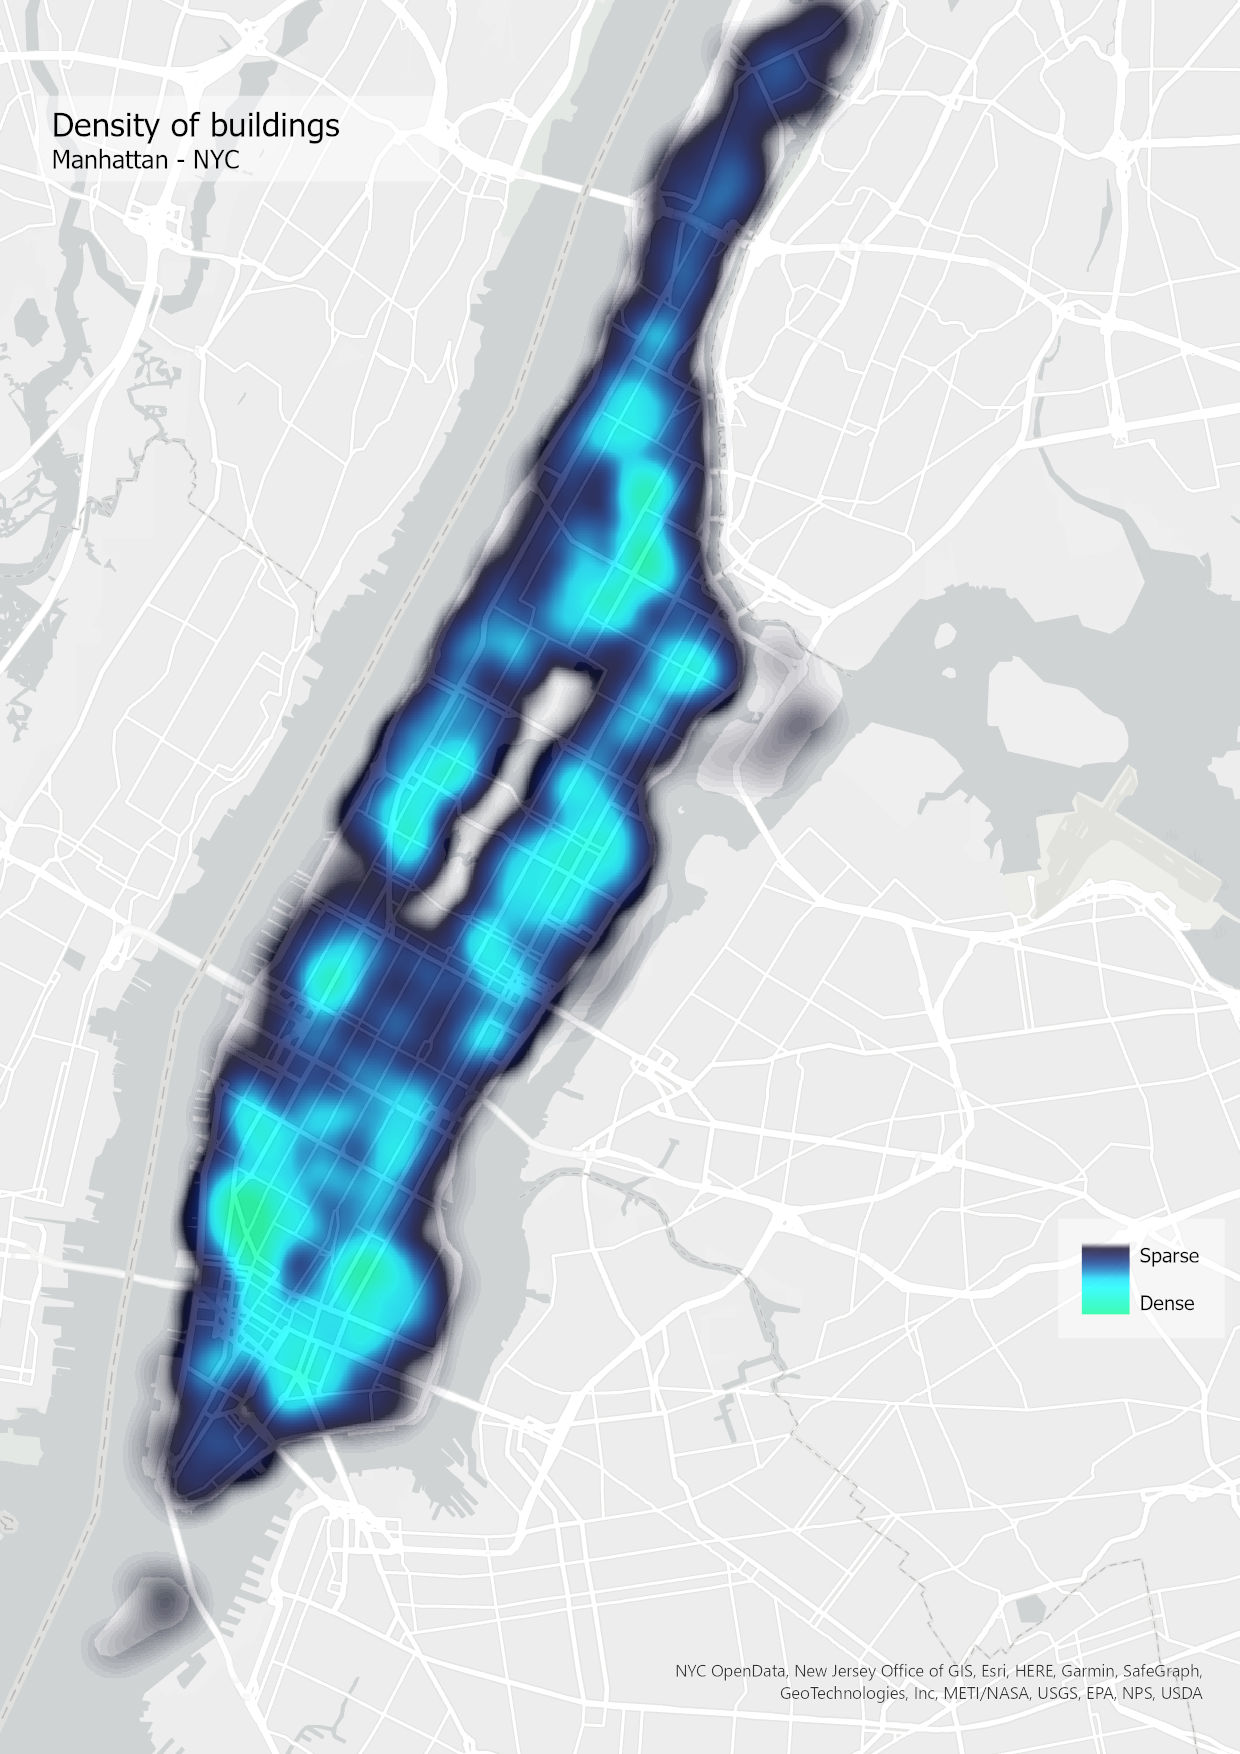 Density of buildings
Manhattan - NYC
Sparse
Dense
NYC OpenData, New Jersey Office of GIS, Esri, HERE, Garmin, SafeGraph,
GeoTechnologies, Inc, METI/NASA, USGS, EPA, NPS, USDA